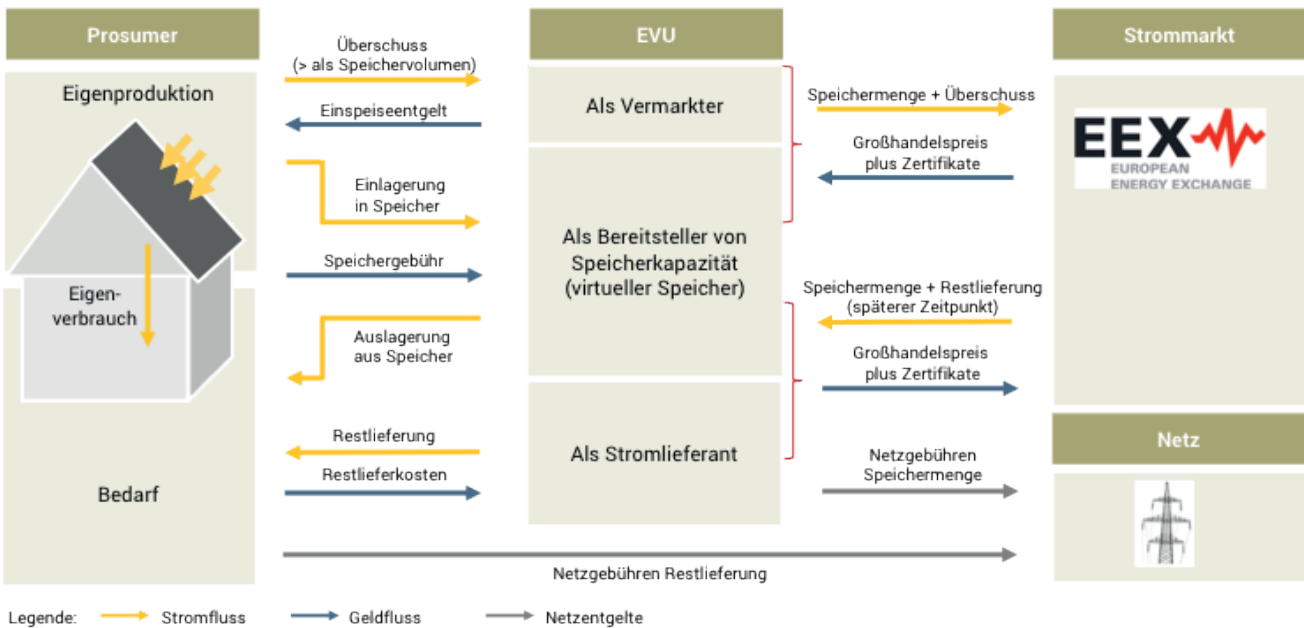 Prosumer
EVU
Strommarkt
Eigenproduktion
Eigen-
verbrauch
Bedarf
Überschuss
(> als Speichervolumen)
Einspeiseentgelt
Einlagerung
in Speicher
Speichergebühr
Auslagerung
aus Speicher
Restlieferung
Restlieferkosten
Als Vermarkter
Als Bereitsteller von
Speicherkapazität
(virtueller Speicher)
Als Stromlieferant
Speichermenge + Überschuss
Großhandelspreis
plus Zertifikate
Speichermenge + Restlieferung
(späterer Zeitpunkt)
Großhandelspreis
plus Zertifikate
Netzgebühren
Speichermenge
EEX
EUROPEAN
ENERGY EXCHANGE
Netz
Netzgebühren Restlieferung
Legende:
Stromfluss
Geldfluss
Netzentgelte